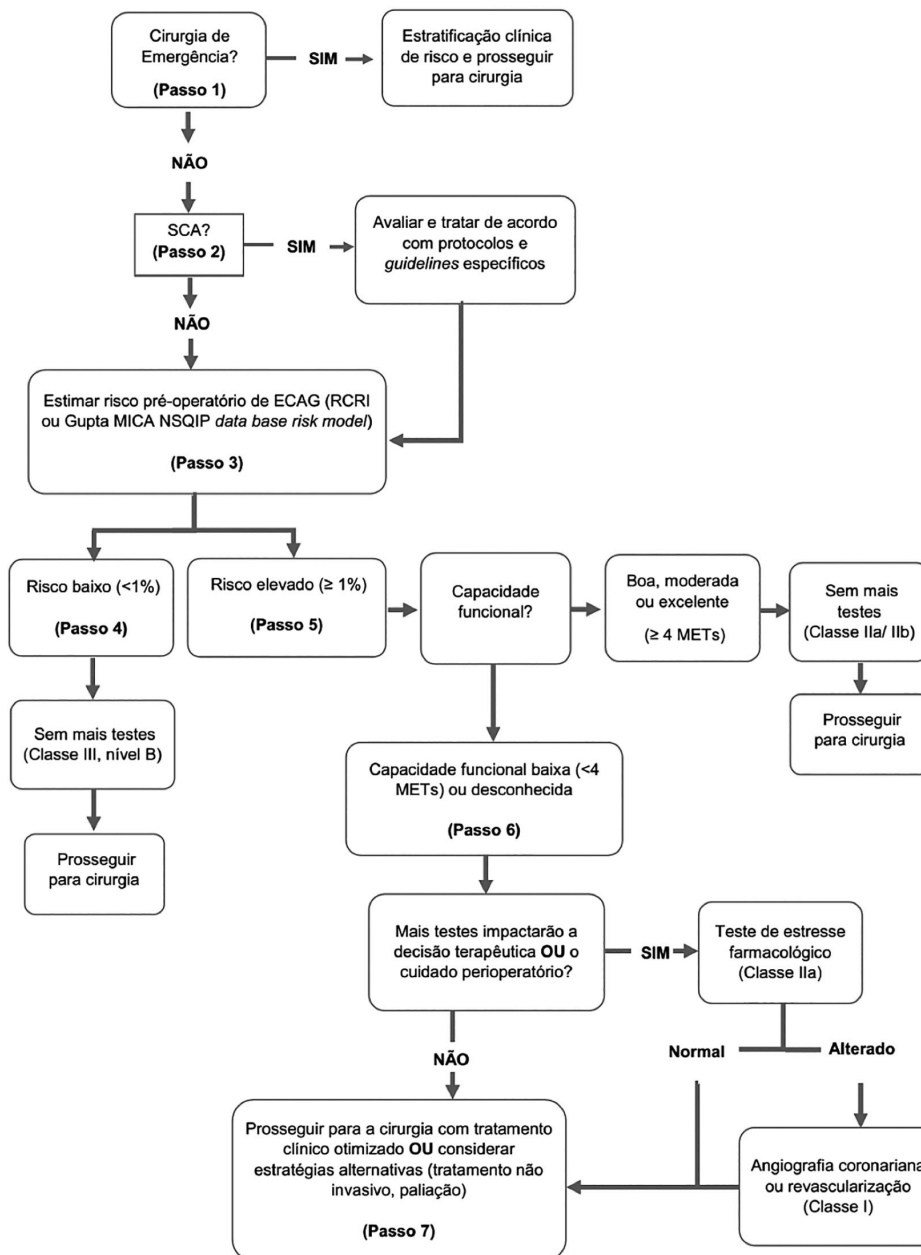 Cirurgia de
Emergência?
(Passo 1)
SIM
Estratificação clínica
de risco e prosseguir
para cirurgia
NÃO
SCA?
(Passo 2)
SIM
Avaliar e tratar de acordo
com protocolos e
guidelines específicos
NÃO
Estimar risco pré-operatório de ECAG (RCRI
ou Gupta MICA NSQIP data base risk model)
(Passo 3)
Risco baixo (<1%)
(Passo 4)
Risco elevado (≥ 1%)
(Passo 5)
Capacidade
funcional?
Boa, moderada
ou excelente
(≥ 4 METs)
Sem mais
testes
(Classe IIa/ IIb)
Prosseguir
para cirurgia
Sem mais testes
(Classe III, nível B)
Prosseguir
para cirurgia
Capacidade funcional baixa (<4
METs) ou desconhecida
(Passo 6)
Mais testes impactarão a
decisão terapêutica OU o
cuidado perioperatório?
SIM
Teste de estresse
farmacológico
(Classe IIa)
NÃO
Normal
Alterado
Prosseguir para a cirurgia com tratamento
clínico otimizado OU considerar
estratégias alternativas (tratamento não
invasivo, paliação)
(Passo 7)
Angiografia coronariana
ou revascularização
(Classe I)